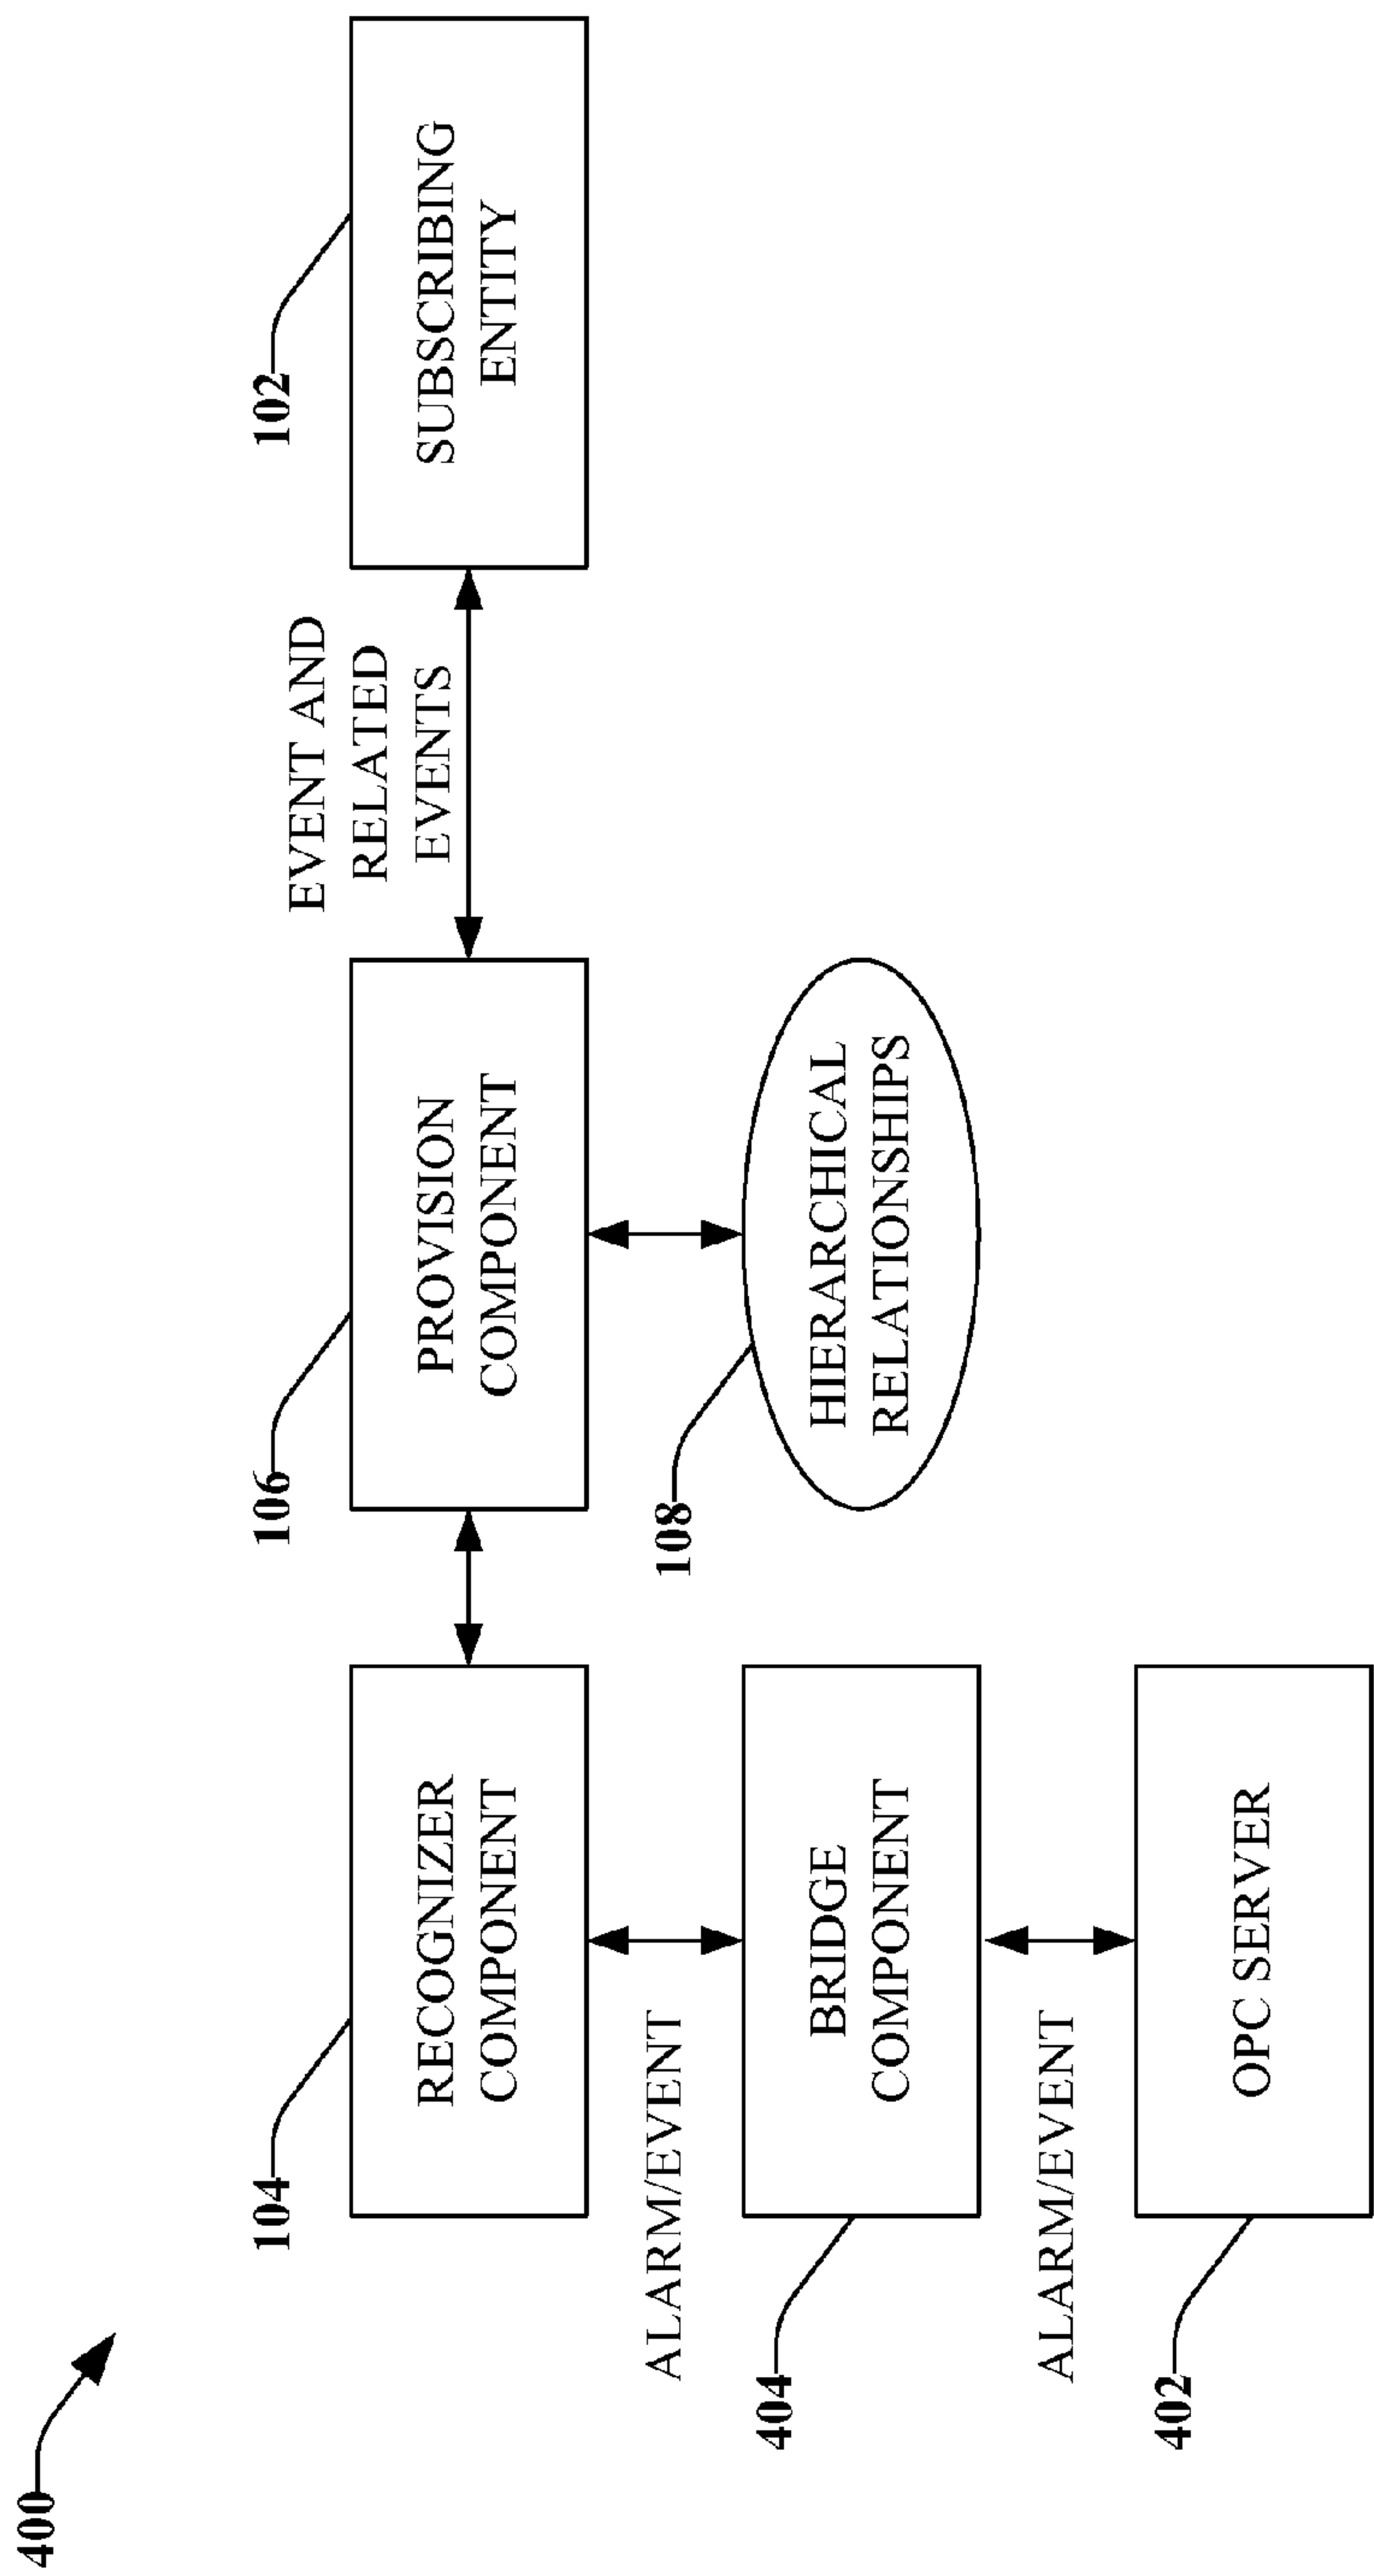 400
104
RECOGNIZER
COMPONENT
106
PROVISION
COMPONENT
EVENT AND
RELATED
EVENTS
102
SUBSCRIBING
ENTITY
ALARM/EVENT
404
BRIDGE
COMPONENT
108
HIERARCHICAL
RELATIONSHIPS
ALARM/EVENT
402
OPC SERVER